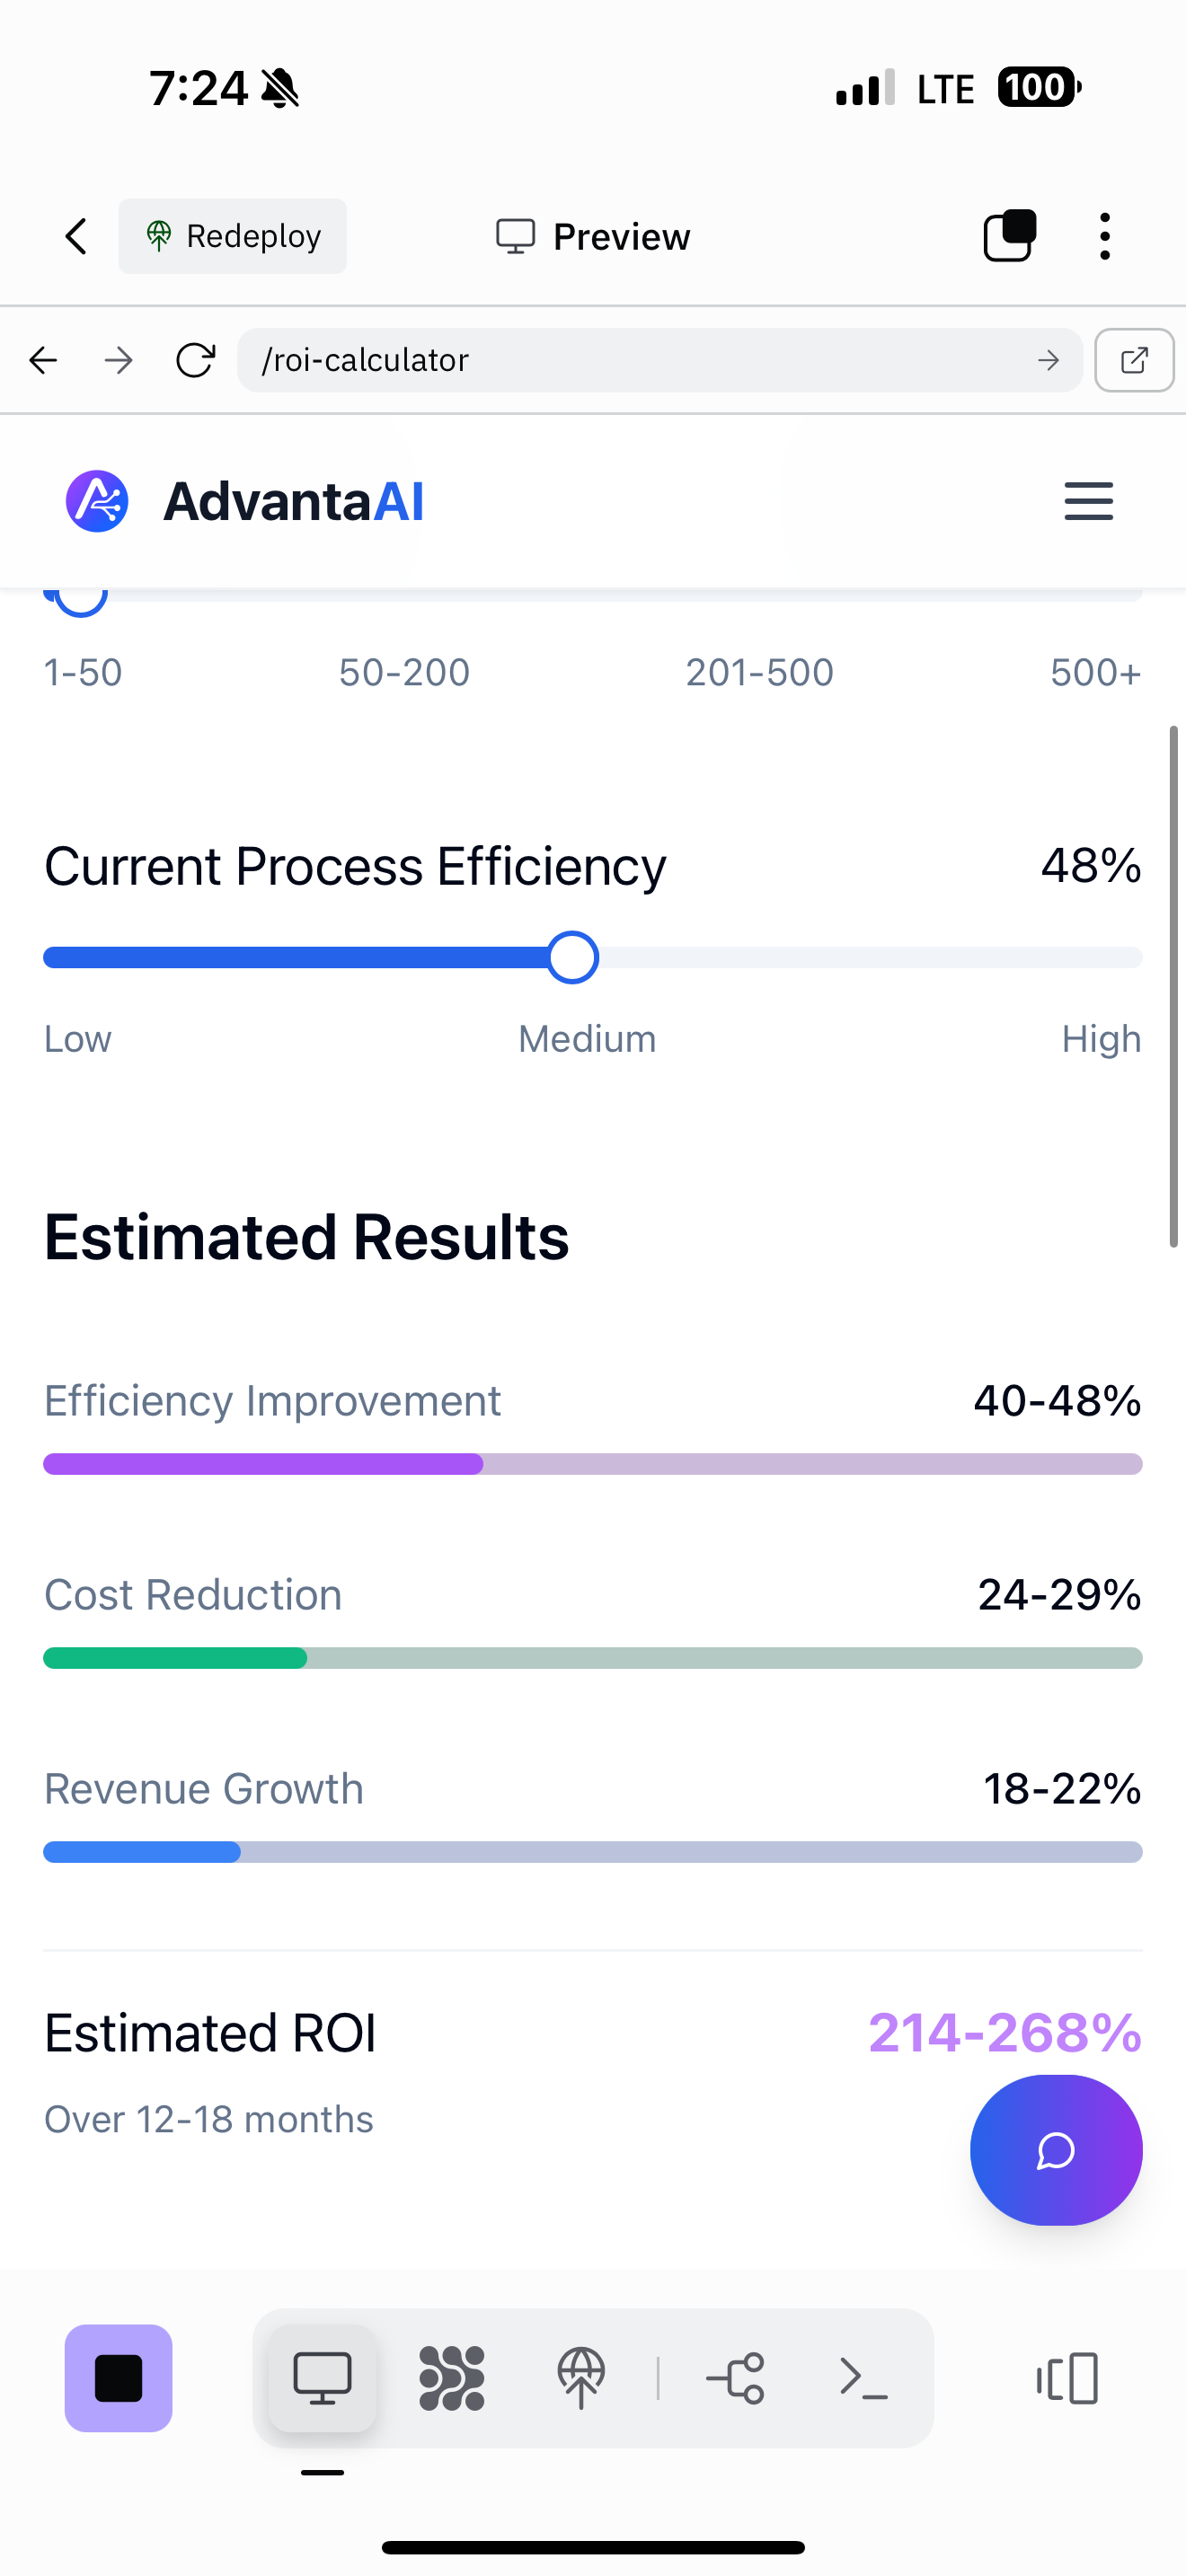 7:24
LTE
100
Redeploy
Preview
/roi-calculator
AdvantaAI
1-50 50-200 201-500 500+
Current Process Efficiency 48%
Low Medium High
Estimated Results
Efficiency Improvement 40-48%
Cost Reduction 24-29%
Revenue Growth 18-22%
Estimated ROI 214-268%
Over 12-18 months